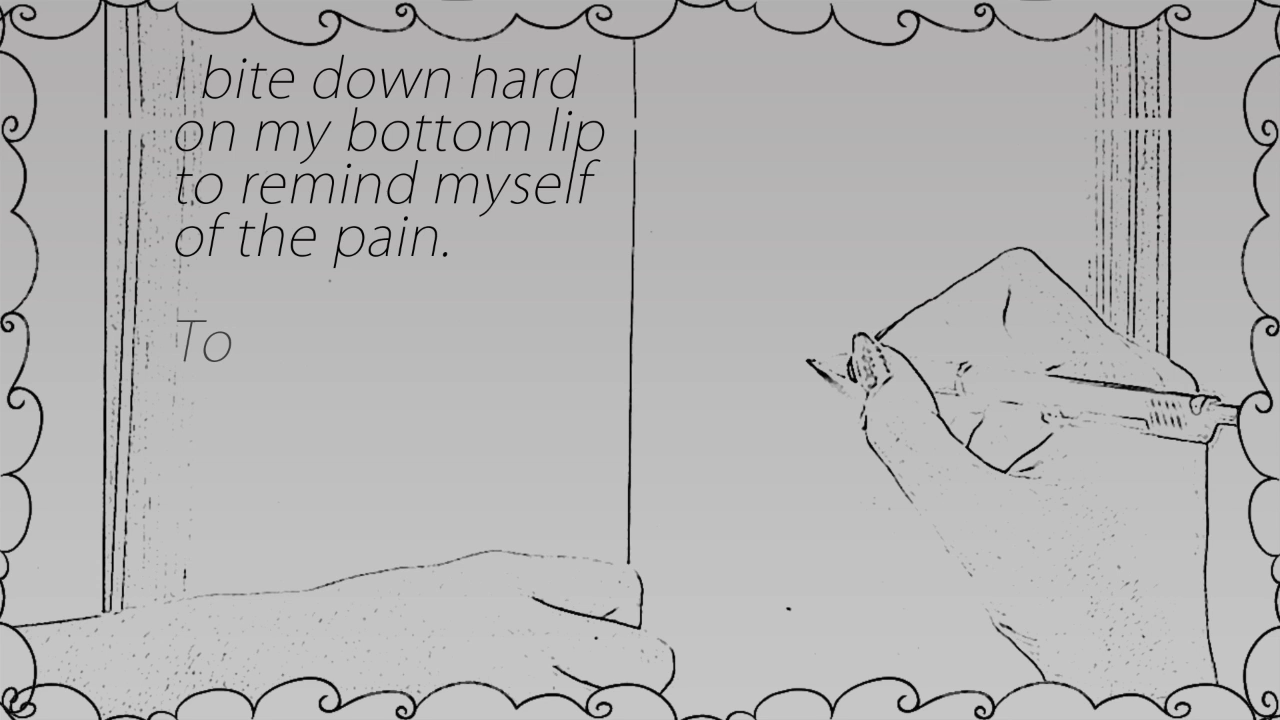 I bite down hard
on my bottom lip
to remind myself
of the pain.
To